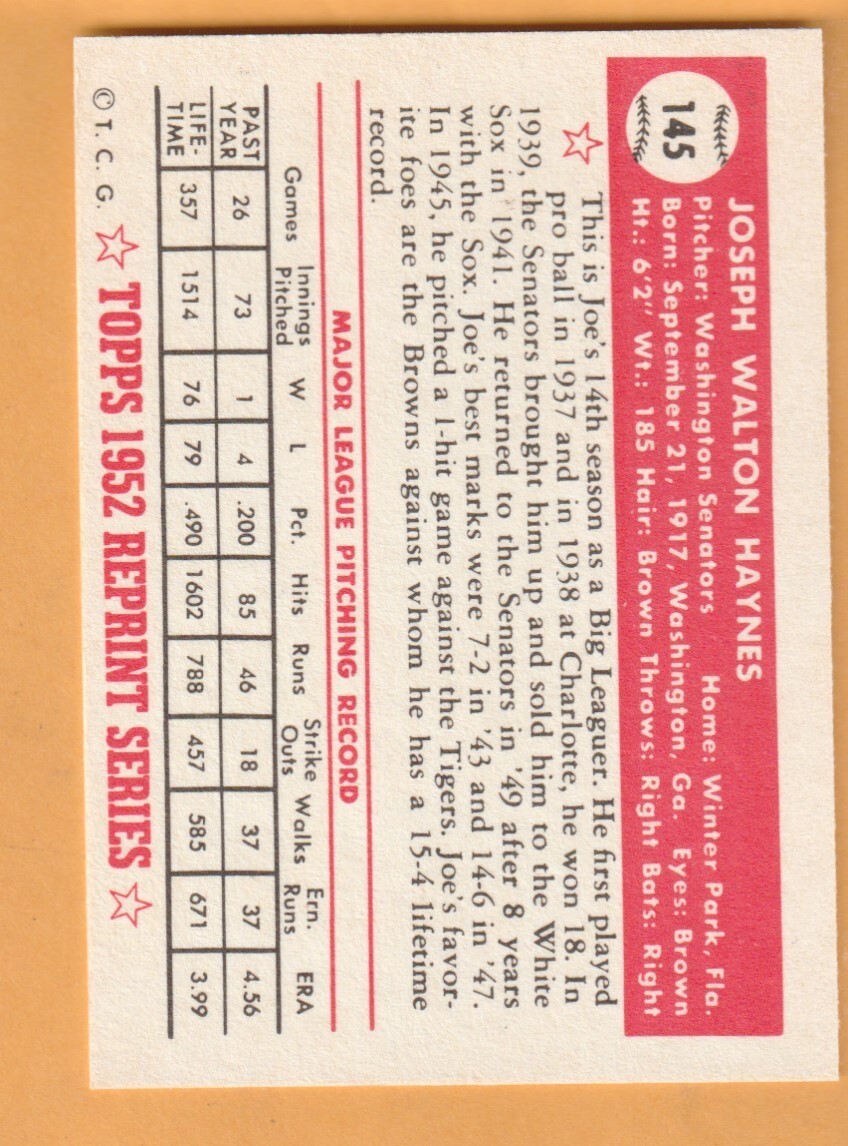 145
JOSEPH WALTON HAYNES
Pitcher: Washington Senators Home: Winter Park, Fla.
Born: September 21, 1917, Washington, Ga. Eyes: Brown
Ht.: 6'2" Wt.: 185 Hair: Brown Throws: Right Bats: Right
This is Joe's 14th season as a Big Leaguer. He first played
pro ball in 1937 and in 1938 at Charlotte, he won 18. In
1939, the Senators brought him up and sold him to the White
Sox in 1941. He returned to the Senators in '49 after 8 years
with the Sox. Joe's best marks were 7-2 in '43 and 14-6 in '47.
In 1945, he pitched a 1-hit game against the Tigers. Joe's favor-
ite foes are the Browns against whom he has a 15-4 lifetime
record.
MAJOR LEAGUE PITCHING RECORD
Games Innings Pitched W L Pct. Hits Runs Strike Outs Walks Ern. Runs ERA
PAST YEAR 26 73 1 4 .200 85 46 18 37 37 4.56
LIFE-TIME 357 1514 76 79 .490 1602 788 457 585 671 3.99
© T. C. G. TOPPS 1952 REPRINT SERIES